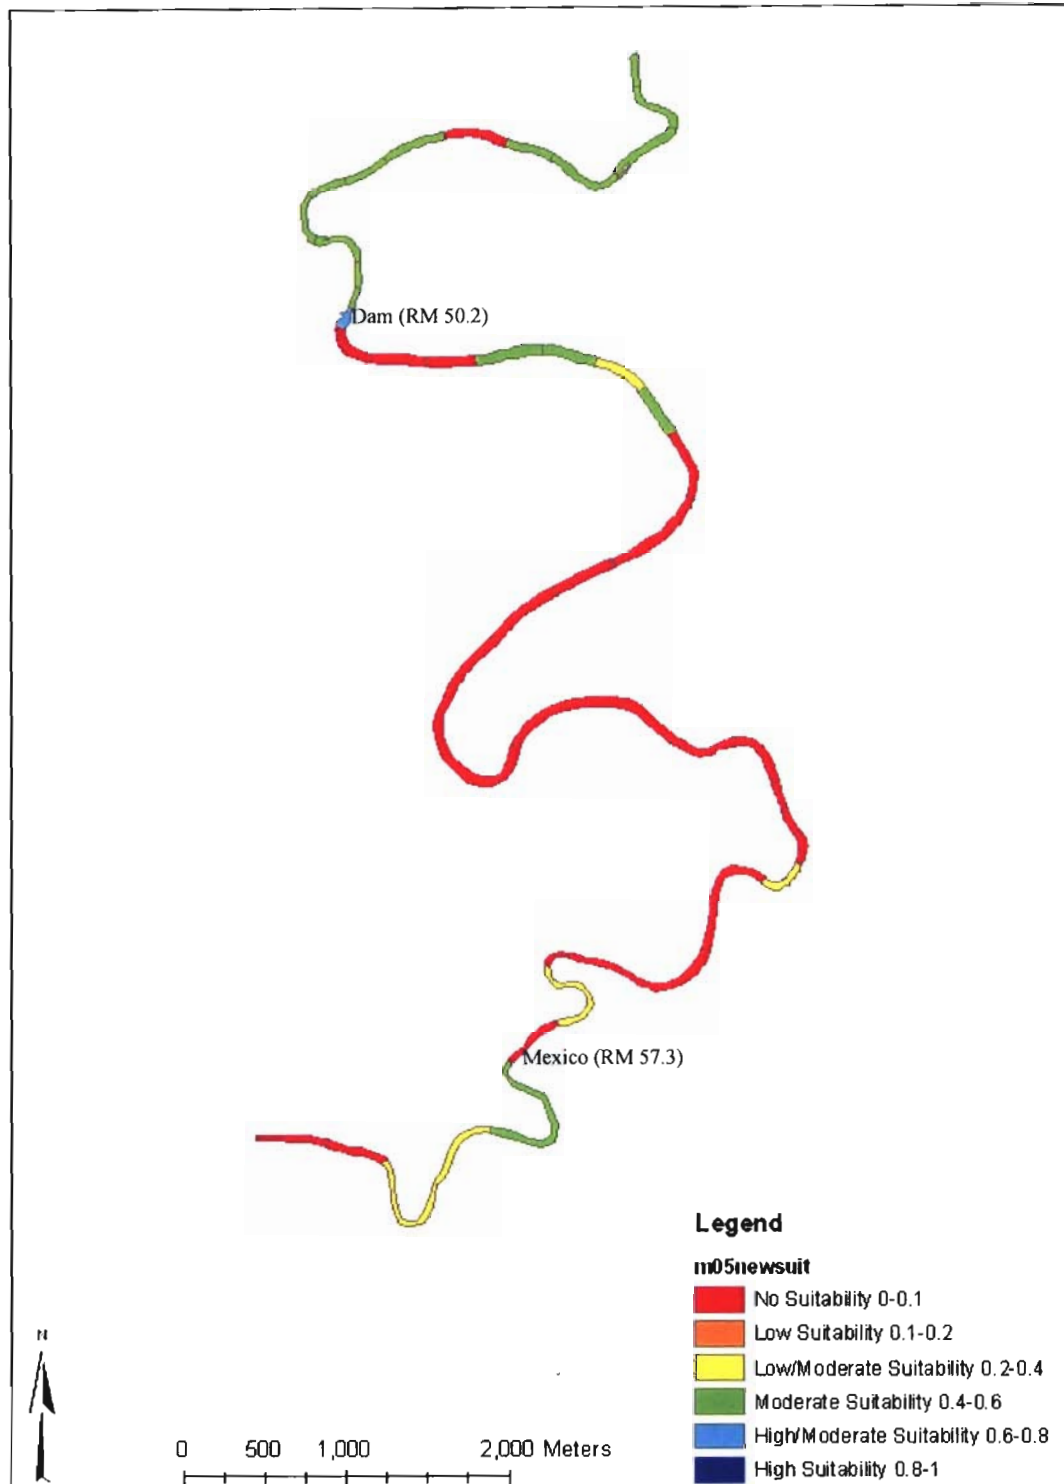 Dam (RM 50.2)
Mexico (RM 57.3)
Legend
m05newsuit
No Suitability 0-0.1
Low Suitability 0.1-0.2
Low/Moderate Suitability 0.2-0.4
Moderate Suitability 0.4-0.6
High/Moderate Suitability 0.6-0.8
High Suitability 0.8-1
N
0 500 1,000 2,000 Meters